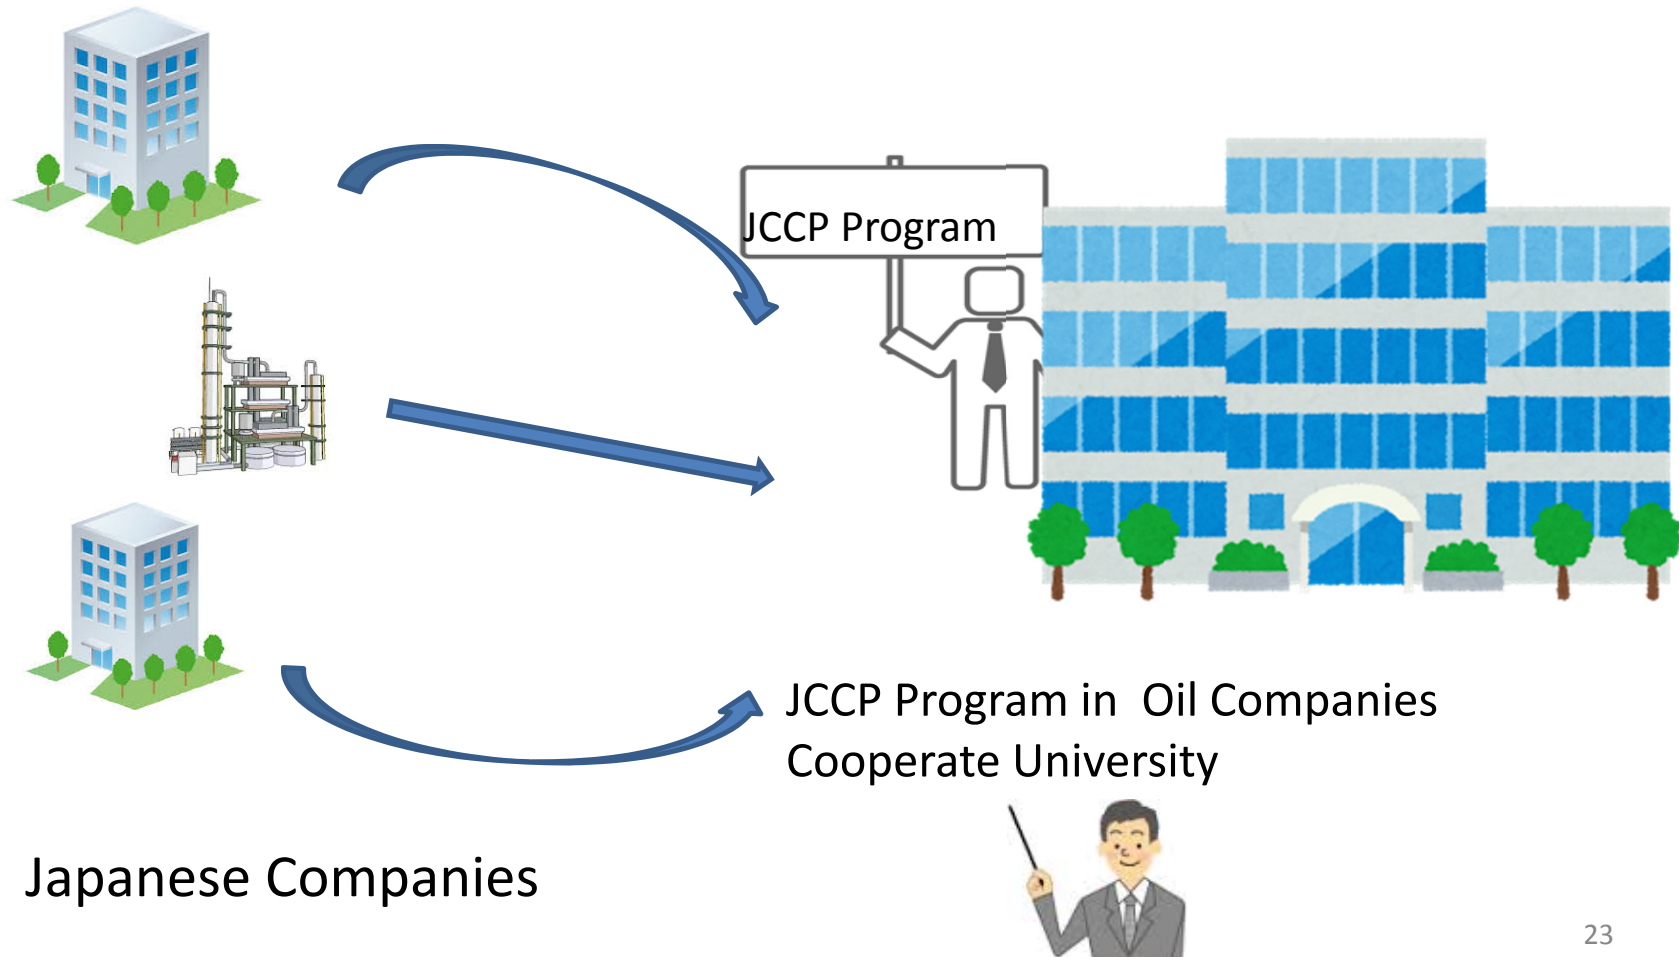 JCCP Program
JCCP Program in  Oil Companies
Cooperate University
Japanese Companies
23